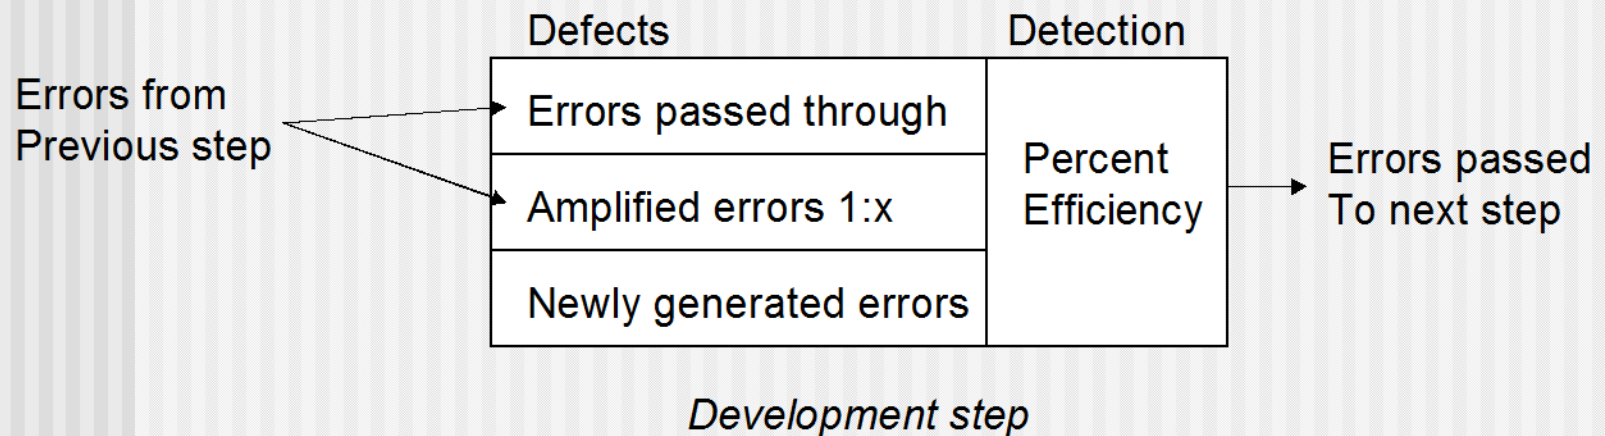 Defects
Detection
Errors from
Previous step
Errors passed through
Amplified errors 1:x
Newly generated errors
Percent
Efficiency
Errors passed
To next step
Development step